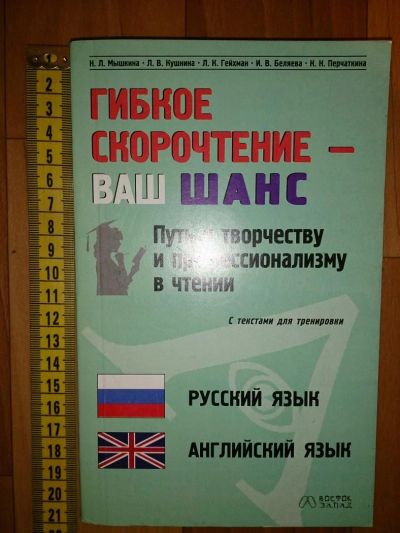 Н. Л. Мышкина · Л. В. Кушнина · Л. К. Гейхман · И. В. Беляева · К. К. Перчаткина
ГИБКОЕ
СКОРОЧТЕНИЕ –
ВАШ ШАНС
Путь к творчеству
и профессионализму
в чтении
С текстами для тренировки
РУССКИЙ ЯЗЫК
АНГЛИЙСКИЙ ЯЗЫК
ВОСТОК
ЗАПАД
2
3
4
5
6
7
8
9
10
11
12
13
14
15
16
17
18
19
20
21